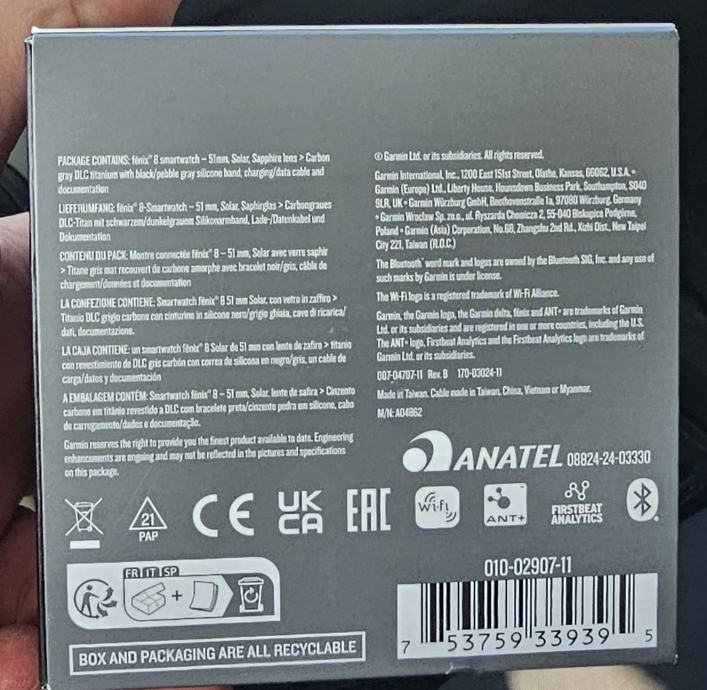 PACKAGE CONTAINS: fēnix® 8 smartwatch – 51mm, Solar, Sapphire lens > Carbon
gray DLC titanium with black/pebble gray silicone band, charging/data cable and
documentation
LIEFERUMFANG: fēnix® 8-Smartwatch – 51 mm, Solar, Saphirglas > Carbongraues
DLC-Titan mit schwarzem/dunkelgrauem Silikonarmband, Lade-/Datenkabel und
Dokumentation
CONTENU DU PACK: Montre connectée fēnix® 8 – 51 mm, Solar avec verre saphir
> Titane gris mat recouvert de carbone amorphe avec bracelet noir/gris, câble de
chargement/données et documentation
LA CONFEZIONE CONTIENE: Smartwatch fēnix® 8 51 mm Solar, con vetro in zaffiro >
Titanio DLC grigio carbone con cinturino in silicone nero/grigio ghiaia, cavo di ricarica/
dati, documentazione.
LA CAJA CONTIENE: un smartwatch fēnix® 8 Solar de 51 mm con lente de zafiro > titanio
con revestimiento de DLC gris carbón con correa de silicona en negro/gris, un cable de
carga/datos y documentación
A EMBALAGEM CONTÉM: Smartwatch fēnix® 8 – 51 mm, Solar, lente de safira > Cinzento
carbono em titânio revestido a DLC com bracelete preta/cinzento pedra em silicone, cabo
de carregamento/dados e documentação.
Garmin reserves the right to provide you the finest product available to date. Engineering
enhancements are ongoing and may not be reflected in the pictures and specifications
on this package.
© Garmin Ltd. or its subsidiaries. All rights reserved.
Garmin International, Inc., 1200 East 151st Street, Olathe, Kansas, 66062, U.S.A. •
Garmin (Europe) Ltd., Liberty House, Hounsdown Business Park, Southampton, SO40
9LR, UK • Garmin Würzburg GmbH, Beethovenstraße 1a, 97080 Würzburg, Germany
• Garmin Wrocław Sp. zo.o., ul. Ryszarda Chomicza 2, 55-040 Biskupice Podgórne,
Poland • Garmin (Asia) Corporation, No.68, Zhangshu 2nd Rd., Xizhi Dist., New Taipei
City 221, Taiwan (R.O.C.)
The Bluetooth® word mark and logos are owned by the Bluetooth SIG, Inc. and any use of
such marks by Garmin is under license.
The Wi-Fi logo is a registered trademark of Wi-Fi Alliance.
Garmin, the Garmin logo, the Garmin delta, fēnix and ANT+ are trademarks of Garmin
Ltd. or its subsidiaries and are registered in one or more countries, including the U.S.
The ANT+ logo, Firstbeat Analytics and the Firstbeat Analytics logo are trademarks of
Garmin Ltd. or its subsidiaries.
007-04707-11 Rev. B 170-03024-11
Made in Taiwan. Cable made in Taiwan, China, Vietnam or Myanmar.
M/N: A04862
ANATEL 08824-24-03330
21
PAP
CE
UK
CA
EAC
Wi-Fi
ANT+
FIRSTBEAT
ANALYTICS
FR IT SP
BOX AND PACKAGING ARE ALL RECYCLABLE
010-02907-11
7 53759 33939 5